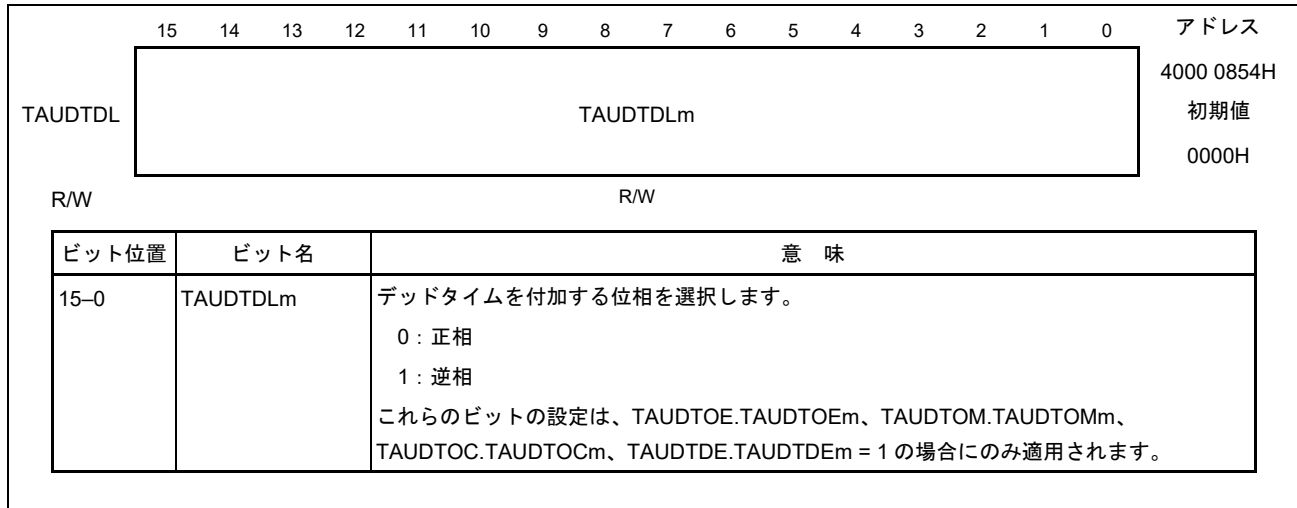 15 14 13 12 11 10 9 8 7 6 5 4 3 2 1 0 アドレス
4000 0854H
TAUDTDL TAUDTDLm 初期値
0000H
R/W R/W
ビット位置 ビット名 意 味
15–0 TAUDTDLm デッドタイムを付加する位相を選択します。
0：正相
1：逆相
これらのビットの設定は、TAUDTOE.TAUDTOEm、TAUDTOM.TAUDTOMm、
TAUDTOC.TAUDTOCm、TAUDTDE.TAUDTDEm = 1 の場合にのみ適用されます。